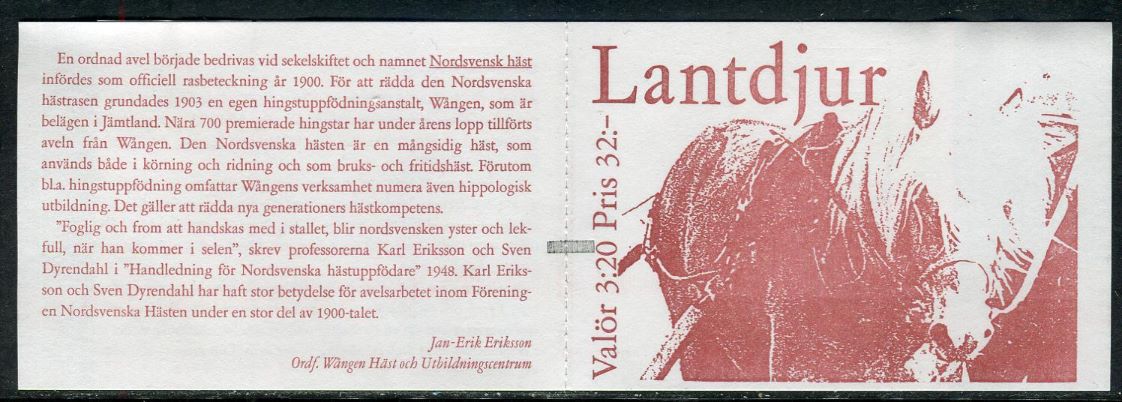 En ordnad avel började bedrivas vid sekelskiftet och namnet Nordsvensk häst
infördes som officiell rasbeteckning år 1900. För att rädda den Nordsvenska
hästrasen grundades 1903 en egen hingstuppfödningsanstalt, Wången, som är
belägen i Jämtland. Nära 700 premierade hingstar har under årens lopp tillförts
aveln från Wången. Den Nordsvenska hästen är en mångsidig häst, som
används både i körning och ridning och som bruks- och fritidshäst. Förutom
bl.a. hingstuppfödning omfattar Wångens verksamhet numera även hippologisk
utbildning. Det gäller att rädda nya generationers hästkompetens.
"Foglig och from att handskas med i stallet, blir nordsvensken yster och lek-
full, när han kommer i selen", skrev professorerna Karl Eriksson och Sven
Dyrendahl i "Handledning för Nordsvenska hästuppfödare" 1948. Karl Eriks-
son och Sven Dyrendahl har haft stor betydelse för avelsarbetet inom Förening-
en Nordsvenska Hästen under en stor del av 1900-talet.
Jan-Erik Eriksson
Ordf. Wången Häst och Utbildningscentrum
Lantdjur
Valör 3:20 Pris 32:-